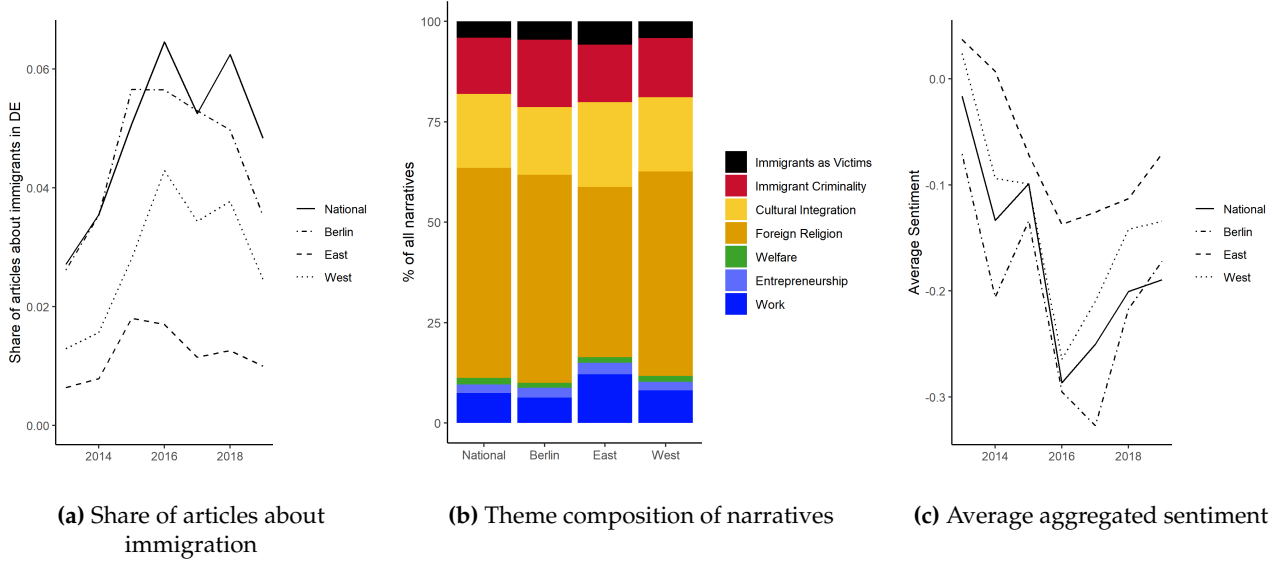 Share of articles about immigrants in DE
0.06
0.04
0.02
0.00
2014 2016 2018
National
Berlin
East
West
(a) Share of articles about
immigration
% of all narratives
100
75
50
25
0
National Berlin East West
Immigrants as Victims
Immigrant Criminality
Cultural Integration
Foreign Religion
Welfare
Entrepreneurship
Work
(b) Theme composition of narratives
Average Sentiment
0.0
-0.1
-0.2
-0.3
2014 2016 2018
National
Berlin
East
West
(c) Average aggregated sentiment